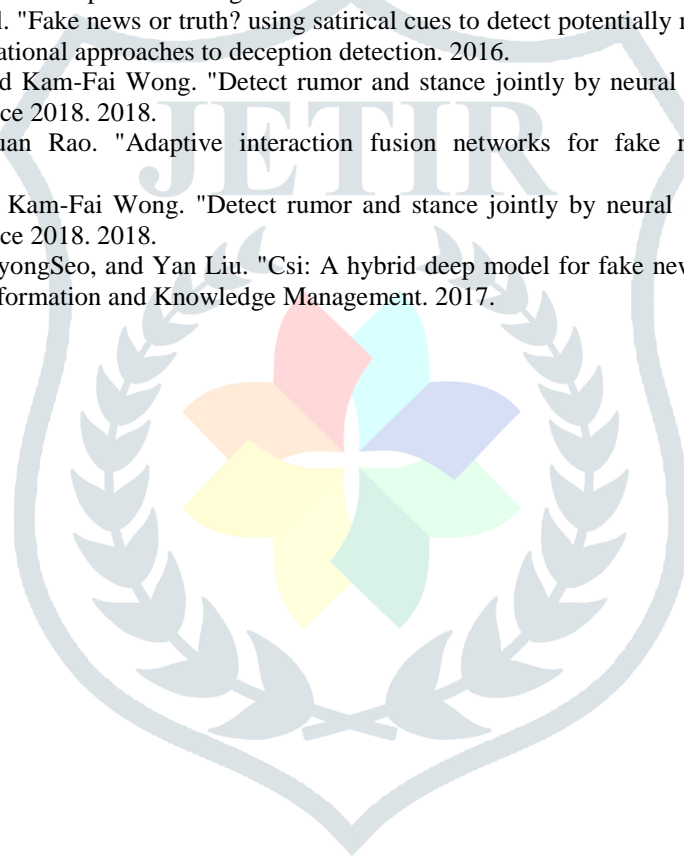 l. "Fake news or truth? using satirical cues to detect potentially
ational approaches to deception detection. 2016.
d Kam-Fai Wong. "Detect rumor and stance jointly by neural
ce 2018. 2018.
uan Rao. "Adaptive interaction fusion networks for fake
JETIR
Kam-Fai Wong. "Detect rumor and stance jointly by neural
ce 2018. 2018.
yongSeo, and Yan Liu. "Csi: A hybrid deep model for fake new
formation and Knowledge Management. 2017.